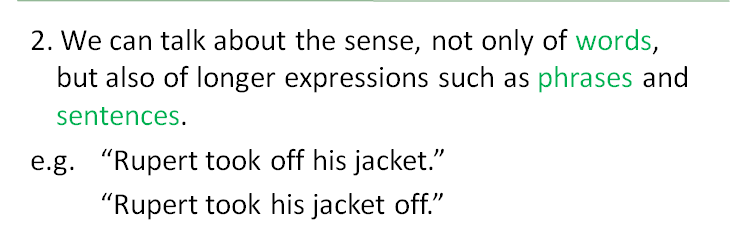 2. We can talk about the sense, not only of words,
but also of longer expressions such as phrases and
sentences.
e.g. “Rupert took off his jacket.”
“Rupert took his jacket off.”